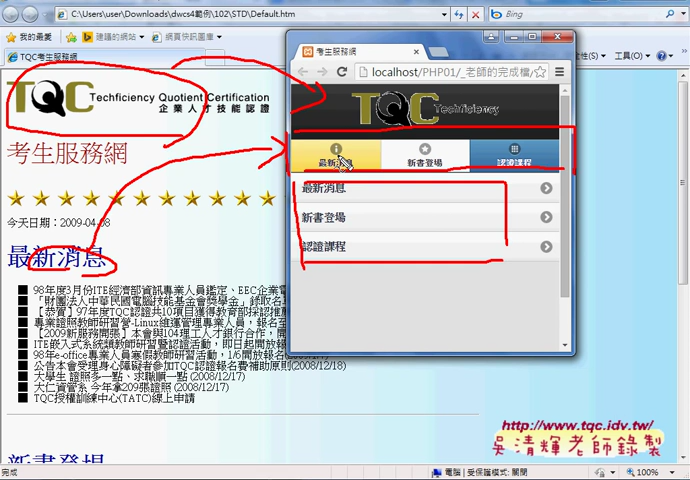 C:\Users\user\Downloads\dwcs4範例\102\STD\Default.htm
Bing
我的最愛
建議的網站
網頁快訊圖庫
工具(O)
TQC考生服務網
考生服務網
localhost/PHP01/_老師的完成檔/
TQC Techficiency Quotient Certification
企業人才技能認證
TQC Techficiency
考生服務網
最新消息
新書登場
認證課程
最新消息
新書登場
認證課程
今天日期：2009-04-08
最新消息
98年度3月份ITE經濟部資訊專業人員鑑定、EEC企業電
「財團法人中華民國電腦技能基金會獎學金」錄取名
【恭賀】97年度TQC認證共10項目獲得教育部採認推薦
專業證照教師研習營-Linux維運管理專業人員，報名至
【2009新服務開張】本會與104理工人才銀行合作，開
ITE嵌入式系統類教師研習暨認證活動，即日起開放報
98年e-office專業人員寒假教師研習活動，1/6開放報名
公告本會受理身心障礙者參加TQC認證報名費補助原則(2008/12/18)
大學生 證照多一點、求職順一點 (2008/12/17)
大仁資管系 今年拿209張證照 (2008/12/17)
TQC授權訓練中心(TATC)線上申請
新書登場
http://www.tqc.idv.tw/
吳清輝老師錄製
完成
電腦 | 受保護模式: 關閉
100%